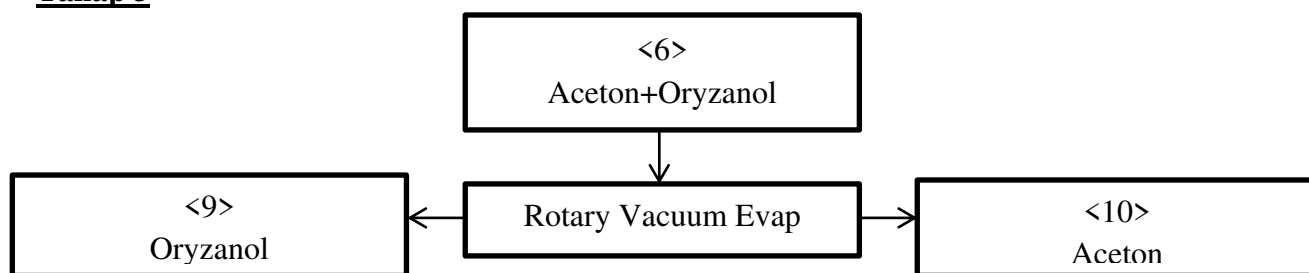 <6>
Aceton+Oryzanol
<9>
Oryzanol
Rotary Vacuum Evap
<10>
Aceton